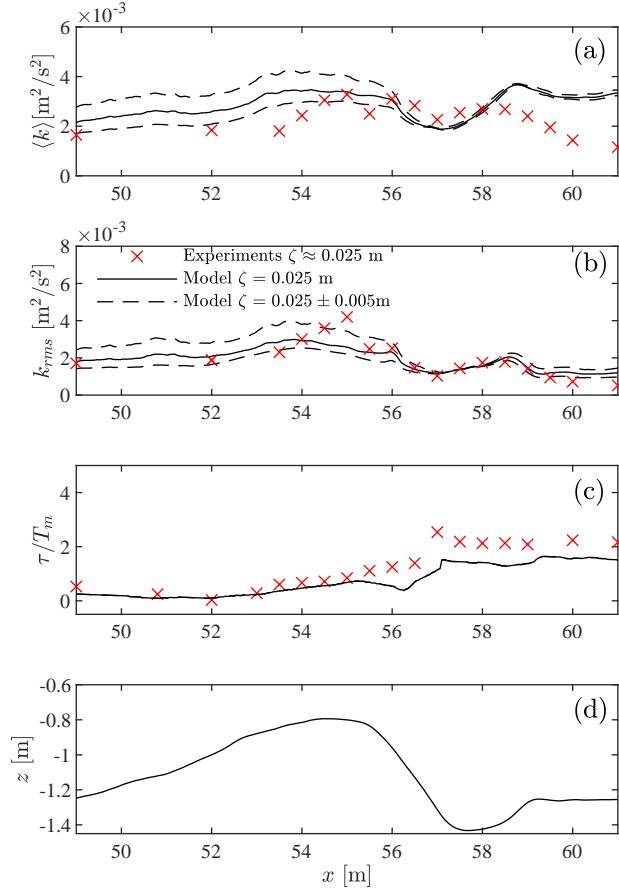 ×10⁻³
(a)
6
4
2
0
⟨k⟩[m²/s²]
50 52 54 56 58 60
×10⁻³
(b)
8
6
4
2
0
k_rms [m²/s²]
Experiments ζ ≈ 0.025 m
Model ζ = 0.025 m
Model ζ = 0.025 ± 0.005m
50 52 54 56 58 60
(c)
4
2
0
τ/T_m
50 52 54 56 58 60
(d)
-0.6
-0.8
-1
-1.2
-1.4
z [m]
50 52 54 56 58 60
x [m]